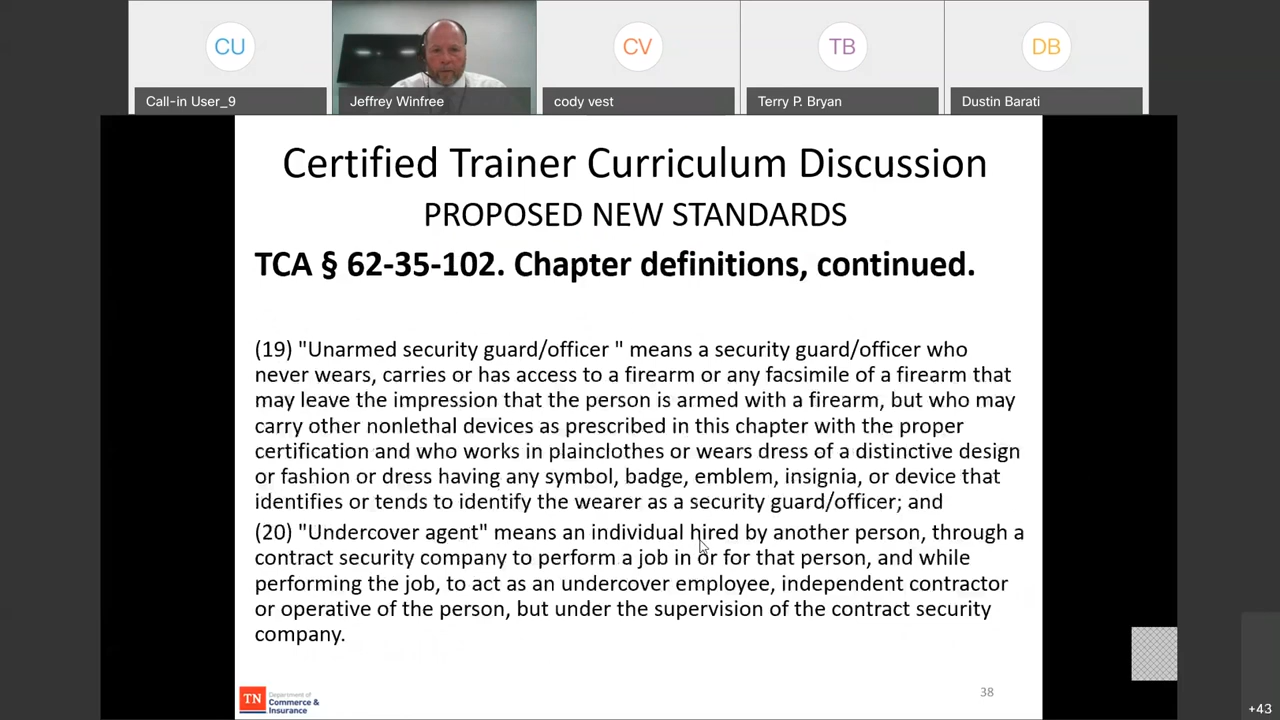 CU
CV
TB
DB
Call-in User_9
Jeffrey Winfree
cody vest
Terry P. Bryan
Dustin Barati
Certified Trainer Curriculum Discussion
PROPOSED NEW STANDARDS
TCA § 62-35-102. Chapter definitions, continued.
(19) "Unarmed security guard/officer " means a security guard/officer who
never wears, carries or has access to a firearm or any facsimile of a firearm that
may leave the impression that the person is armed with a firearm, but who may
carry other nonlethal devices as prescribed in this chapter with the proper
certification and who works in plainclothes or wears dress of a distinctive design
or fashion or dress having any symbol, badge, emblem, insignia, or device that
identifies or tends to identify the wearer as a security guard/officer; and
(20) "Undercover agent" means an individual hired by another person, through a
contract security company to perform a job in or for that person, and while
performing the job, to act as an undercover employee, independent contractor
or operative of the person, but under the supervision of the contract security
company.
TN
Department of
Commerce &
Insurance
38
+43